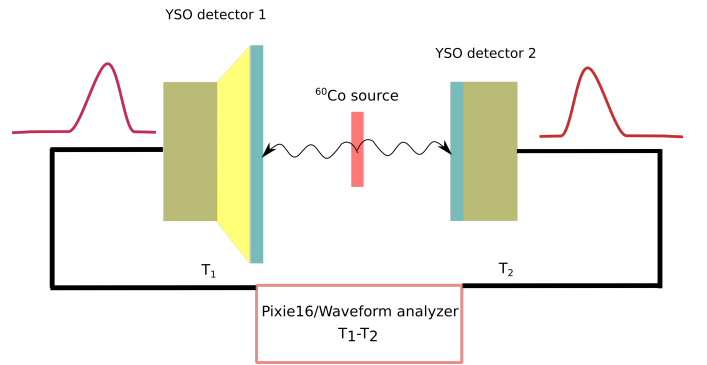 YSO detector 1
YSO detector 2
⁶⁰Co source
T₁
T₂
Pixie16/Waveform analyzer
T₁-T₂